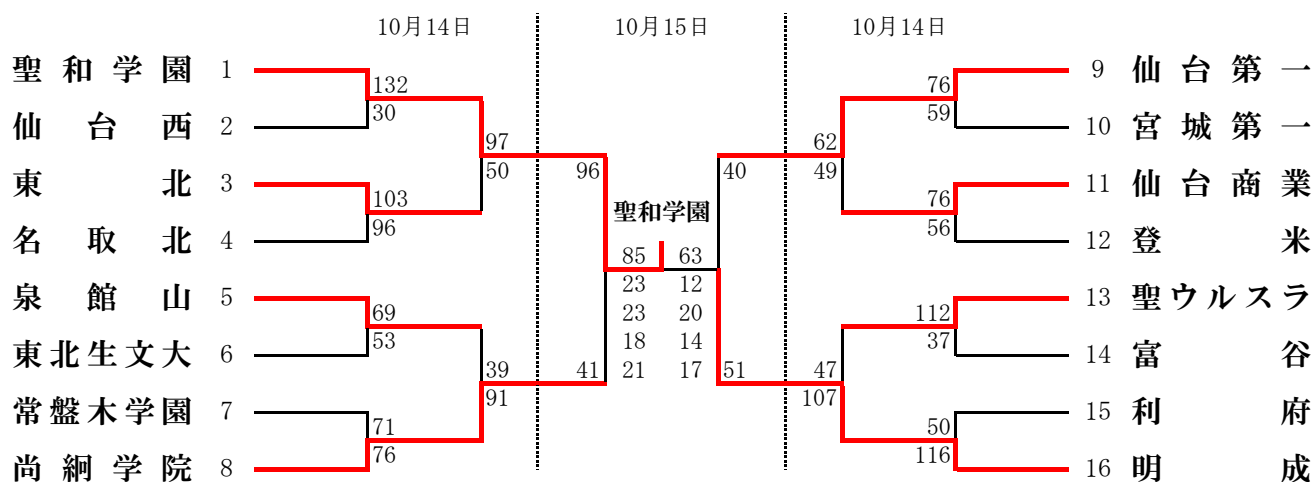 10月14日 10月15日 10月14日
聖和学園 1 132 76 9 仙台第一
仙台西 2 30 59 10 宮城第一
97 62
50 96 40 49
東北 3 103 76 11 仙台商業
名取北 4 96 56 12 登米
聖和学園
85 63
23 12
23 20
18 14
21 17
泉館山 5 69 112 13 聖ウルスラ
東北生文大 6 53 37 14 富谷
39 41 51 47
91 107
常盤木学園 7 71 50 15 利府
尚絅学院 8 76 116 16 明成